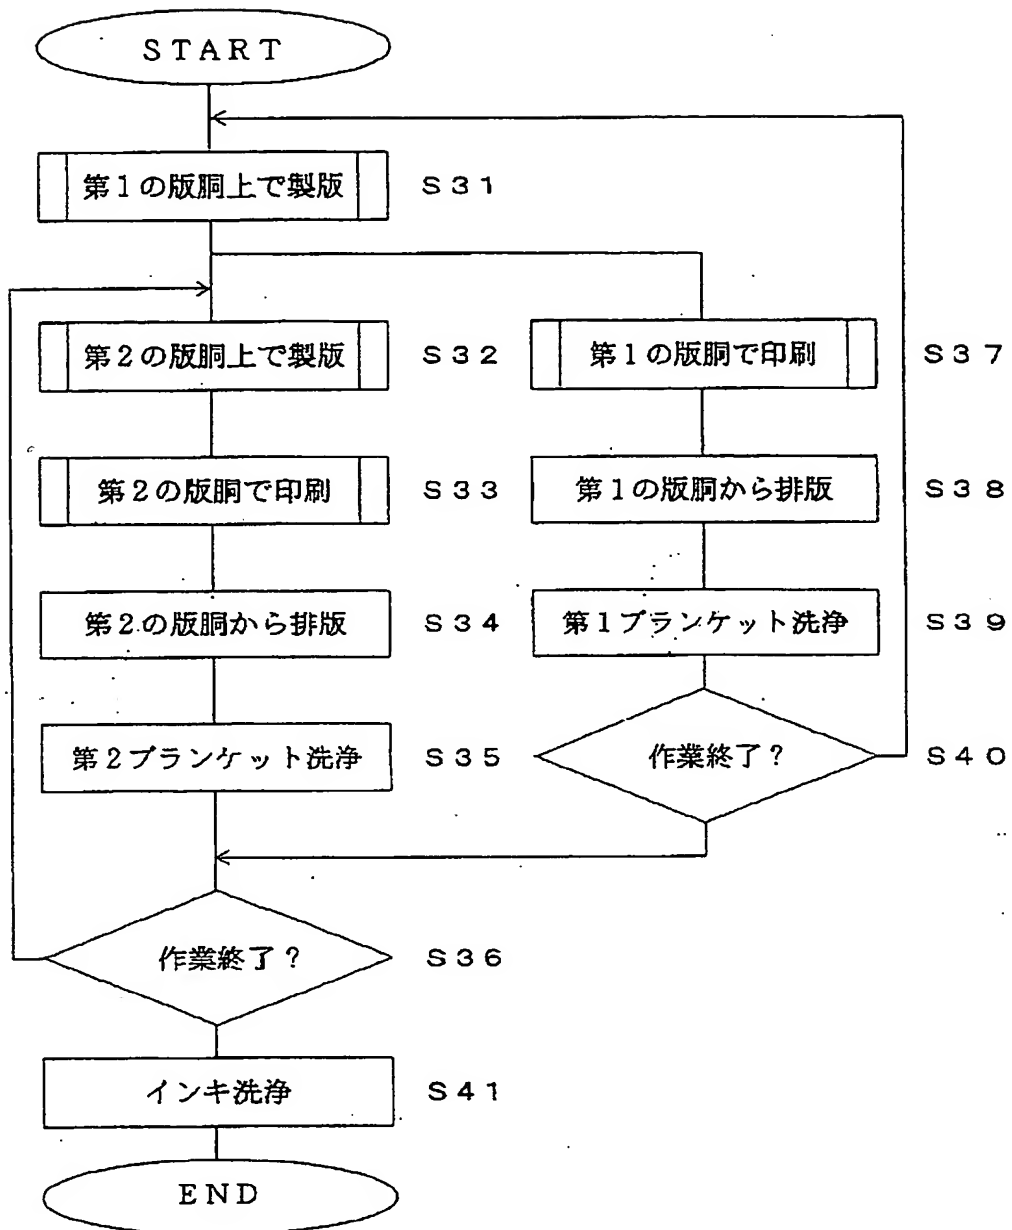 START
第1の版胴上で製版 S31
第2の版胴上で製版 S32
第1の版胴で印刷 S37
第2の版胴で印刷 S33
第1の版胴から排版 S38
第2の版胴から排版 S34
第1ブランケット洗浄 S39
第2ブランケット洗浄 S35
作業終了? S40
作業終了? S36
インキ洗浄 S41
END